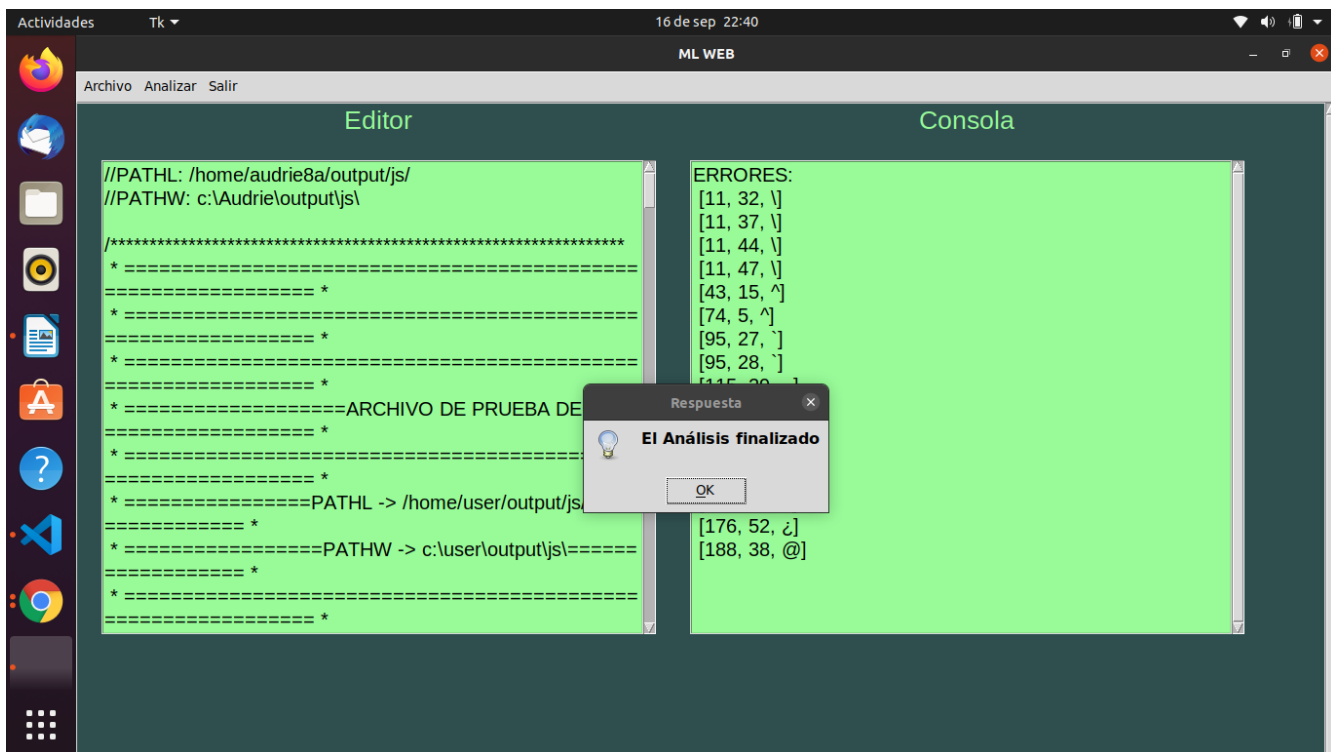 Actividades Tk 16 de sep 22:40
ML WEB
Archivo Analizar Salir
Editor
//PATHL: /home/audrie8a/output/js/
//PATHW: c:\Audrie\output\js\
/******************************************************************
* ============================================
================== *
* ============================================
================== *
* ============================================
================== *
* ===================ARCHIVO DE PRUEBA DE
================== *
* =======================================
================== *
* =================PATHL -> /home/user/output/js/
============ *
* =================PATHW -> c:\user\output\js\======
============ *
* ============================================
================== *
Consola
ERRORES:
[11, 32, \]
[11, 37, \]
[11, 44, \]
[11, 47, \]
[43, 15, ^]
[74, 5, ^]
[95, 27, `]
[95, 28, `]
[176, 52, ¿]
[188, 38, @]
Respuesta
El Análisis finalizado
OK